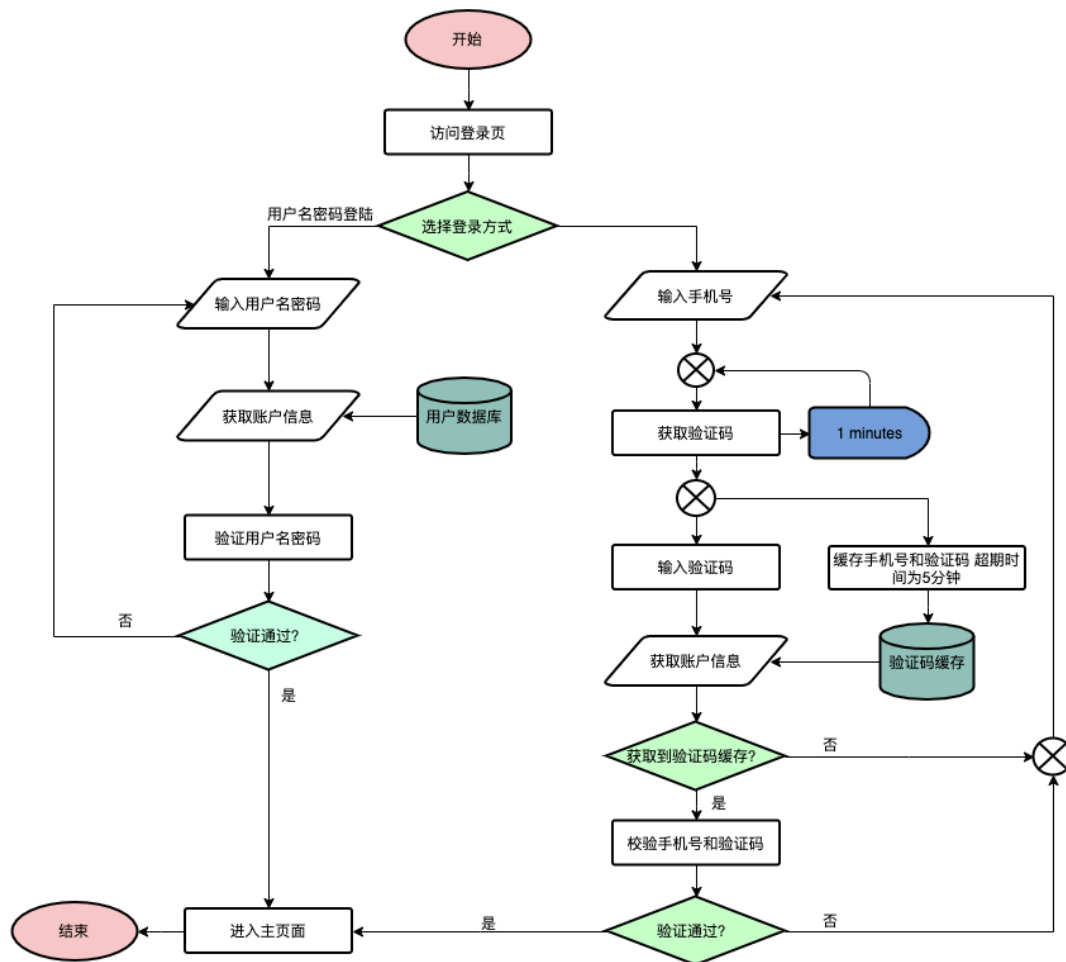 开始
访问登录页
用户名密码登陆
选择登录方式
输入用户名密码
输入手机号
获取账户信息
用户数据库
获取验证码
1 minutes
验证用户名密码
输入验证码
缓存手机号和验证码 超期时
间为5分钟
否
验证通过?
获取账户信息
验证码缓存
是
获取到验证码缓存?
否
是
校验手机号和验证码
结束
进入主页面
是
验证通过?
否